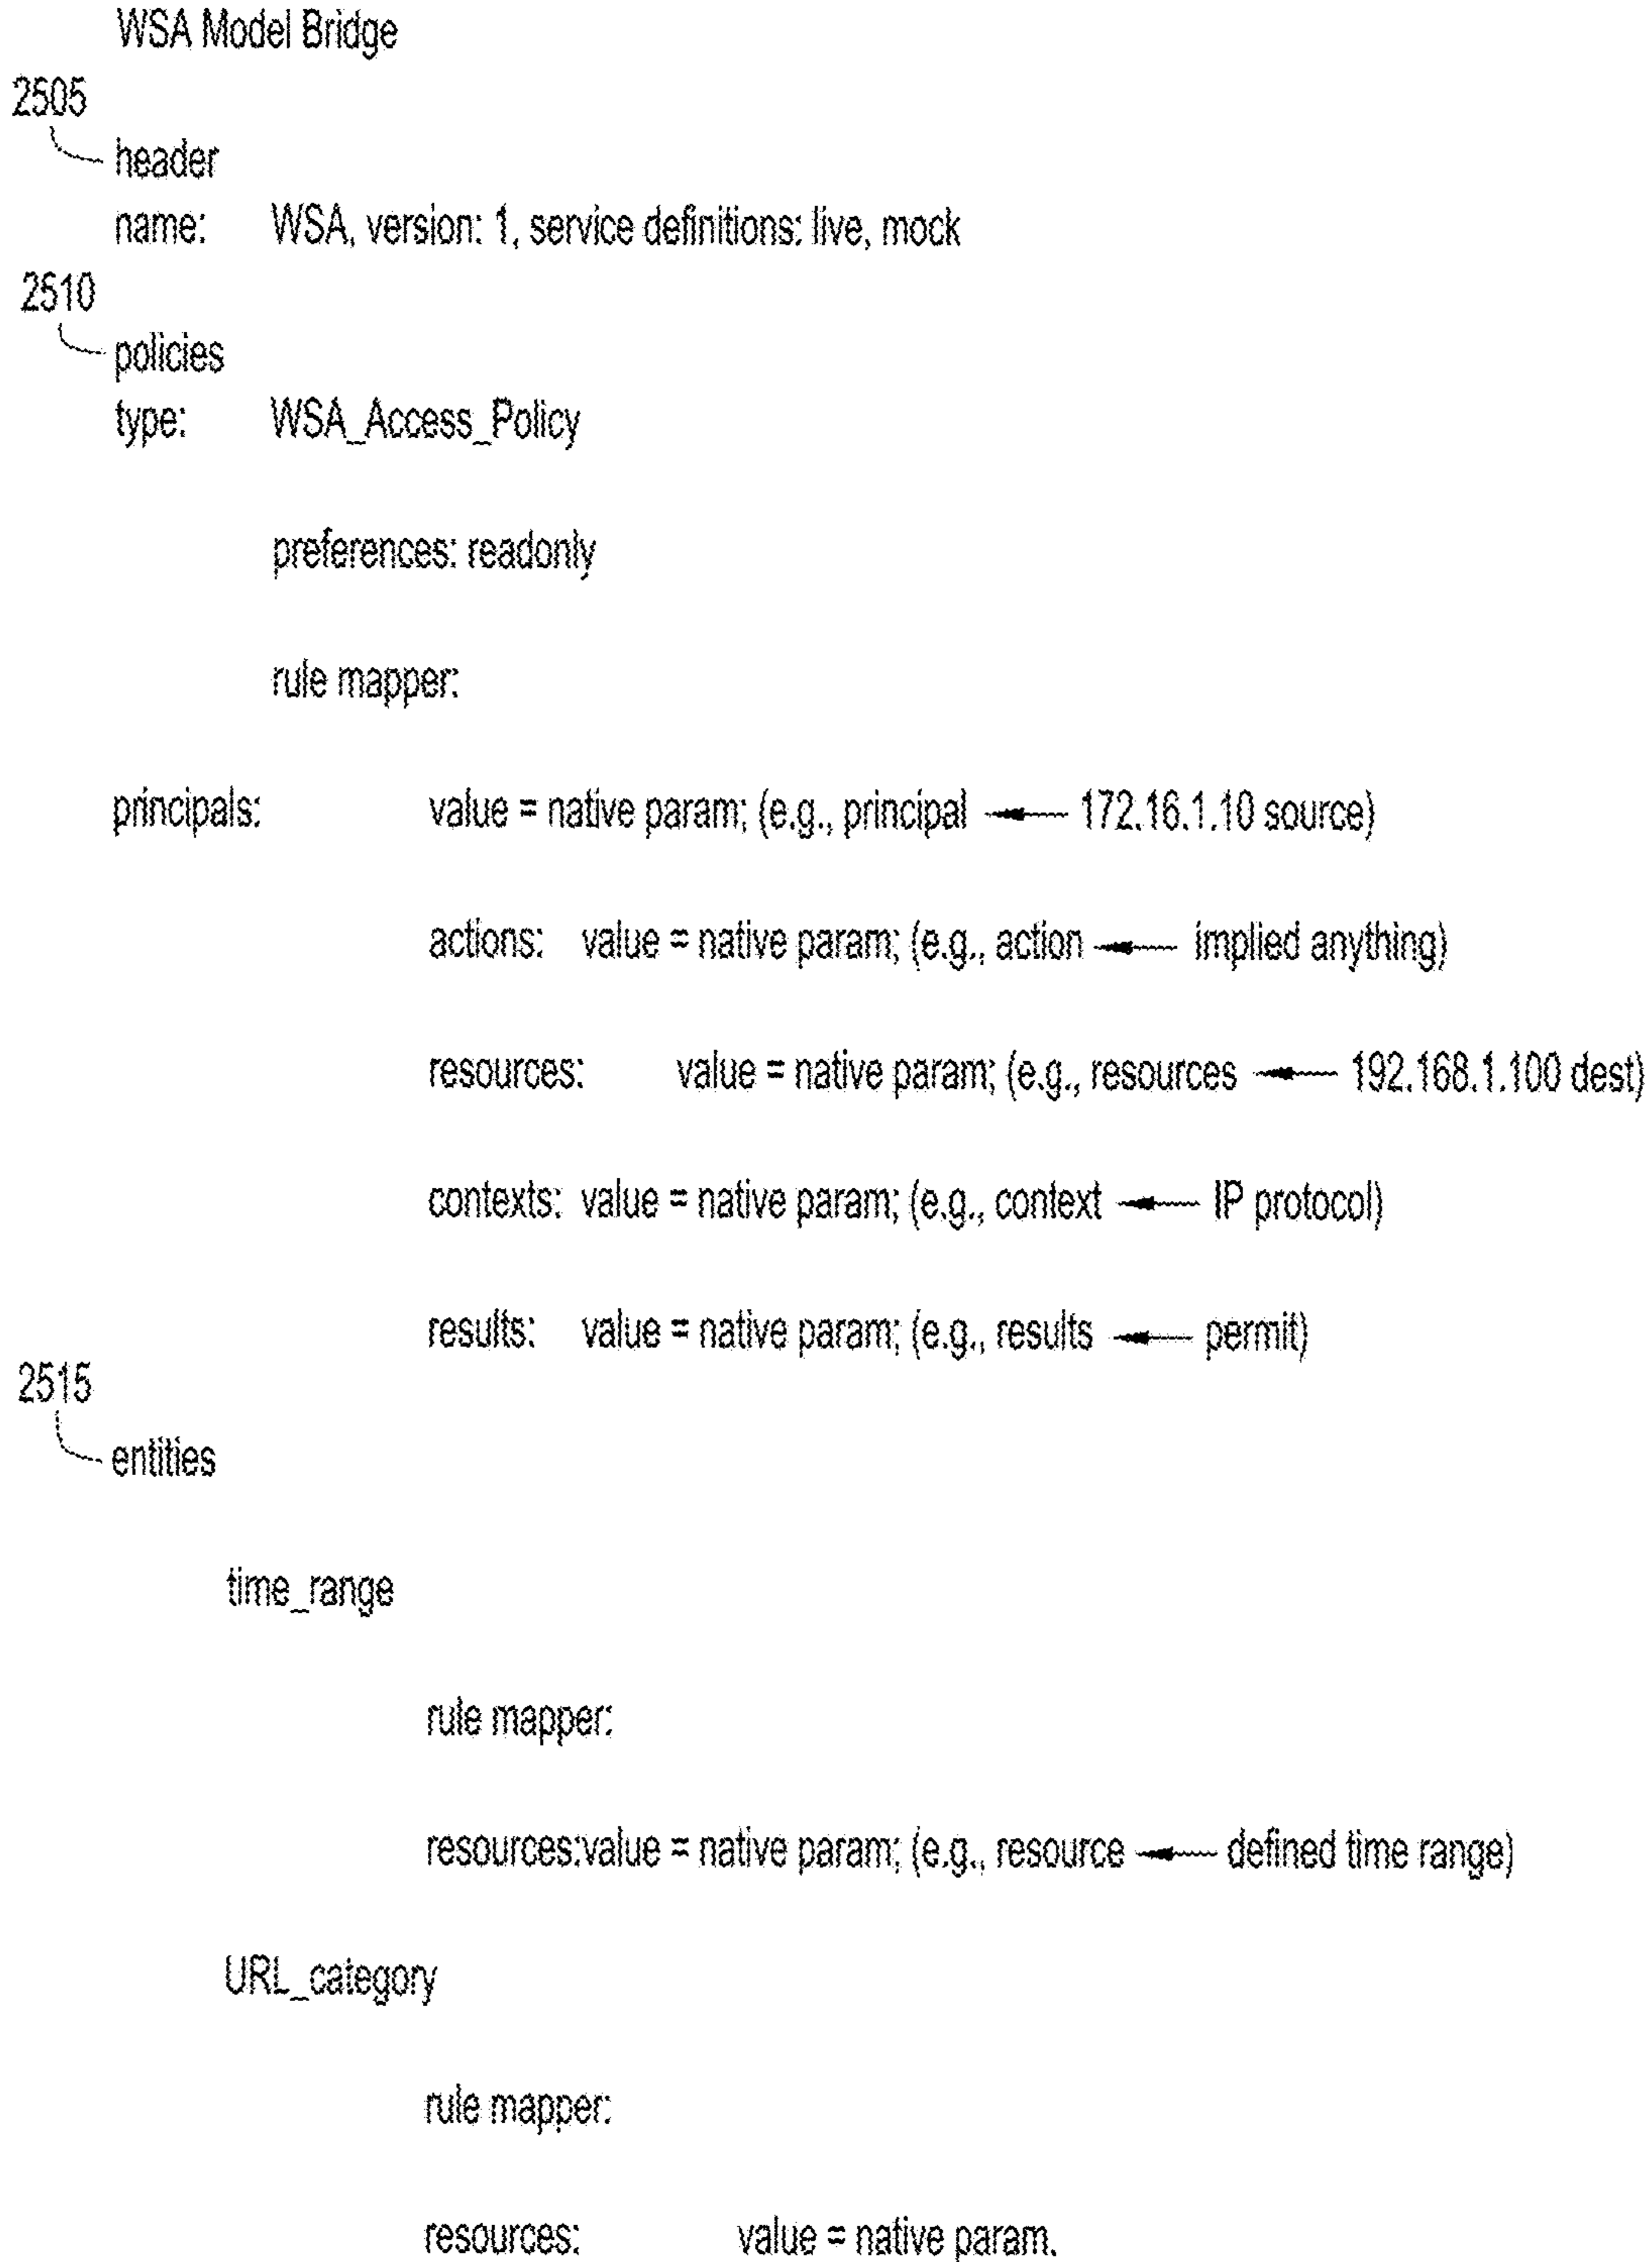 WSA Model Bridge
2505
header
name: WSA, version: 1, service definitions: live, mock
2510
policies
type: WSA_Access_Policy
preferences: readonly
rule mapper:
principals: value = native param; (e.g., principal ← 172.16.1.10 source)
actions: value = native param; (e.g., action ← implied anything)
resources: value = native param; (e.g., resources ← 192.168.1.100 dest)
contexts: value = native param; (e.g., context ← IP protocol)
results: value = native param; (e.g., results ← permit)
2515
entities
time_range
rule mapper:
resources:value = native param; (e.g., resource ← defined time range)
URL_category
rule mapper:
resources: value = native param.